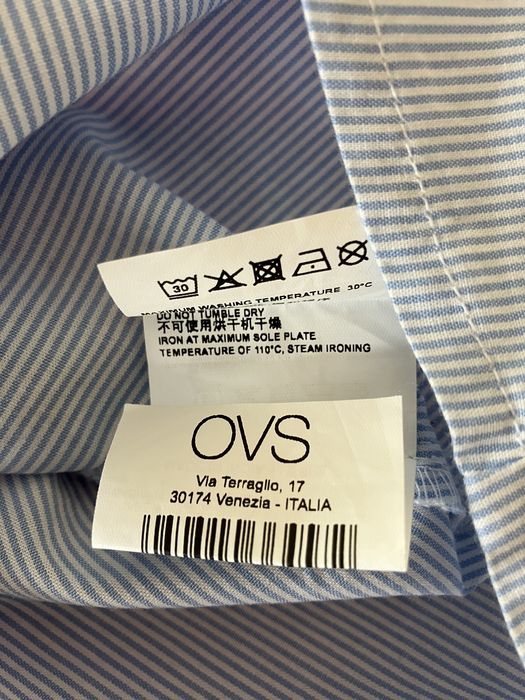 30
WASHING TEMPERATURE 30°C
DO NOT TUMBLE DRY
不可使用烘干机干燥
IRON AT MAXIMUM SOLE PLATE
TEMPERATURE OF 110°C, STEAM IRONING
OVS
Via Terraglio, 17
30174 Venezia - ITALIA